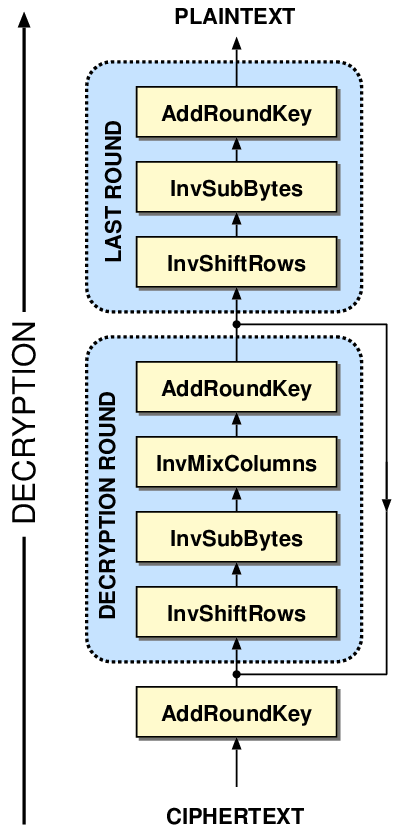 PLAINTEXT
AddRoundKey
InvSubBytes
InvShiftRows
LAST ROUND
AddRoundKey
InvMixColumns
InvSubBytes
InvShiftRows
DECRYPTION ROUND
AddRoundKey
CIPHERTEXT
DECRYPTION